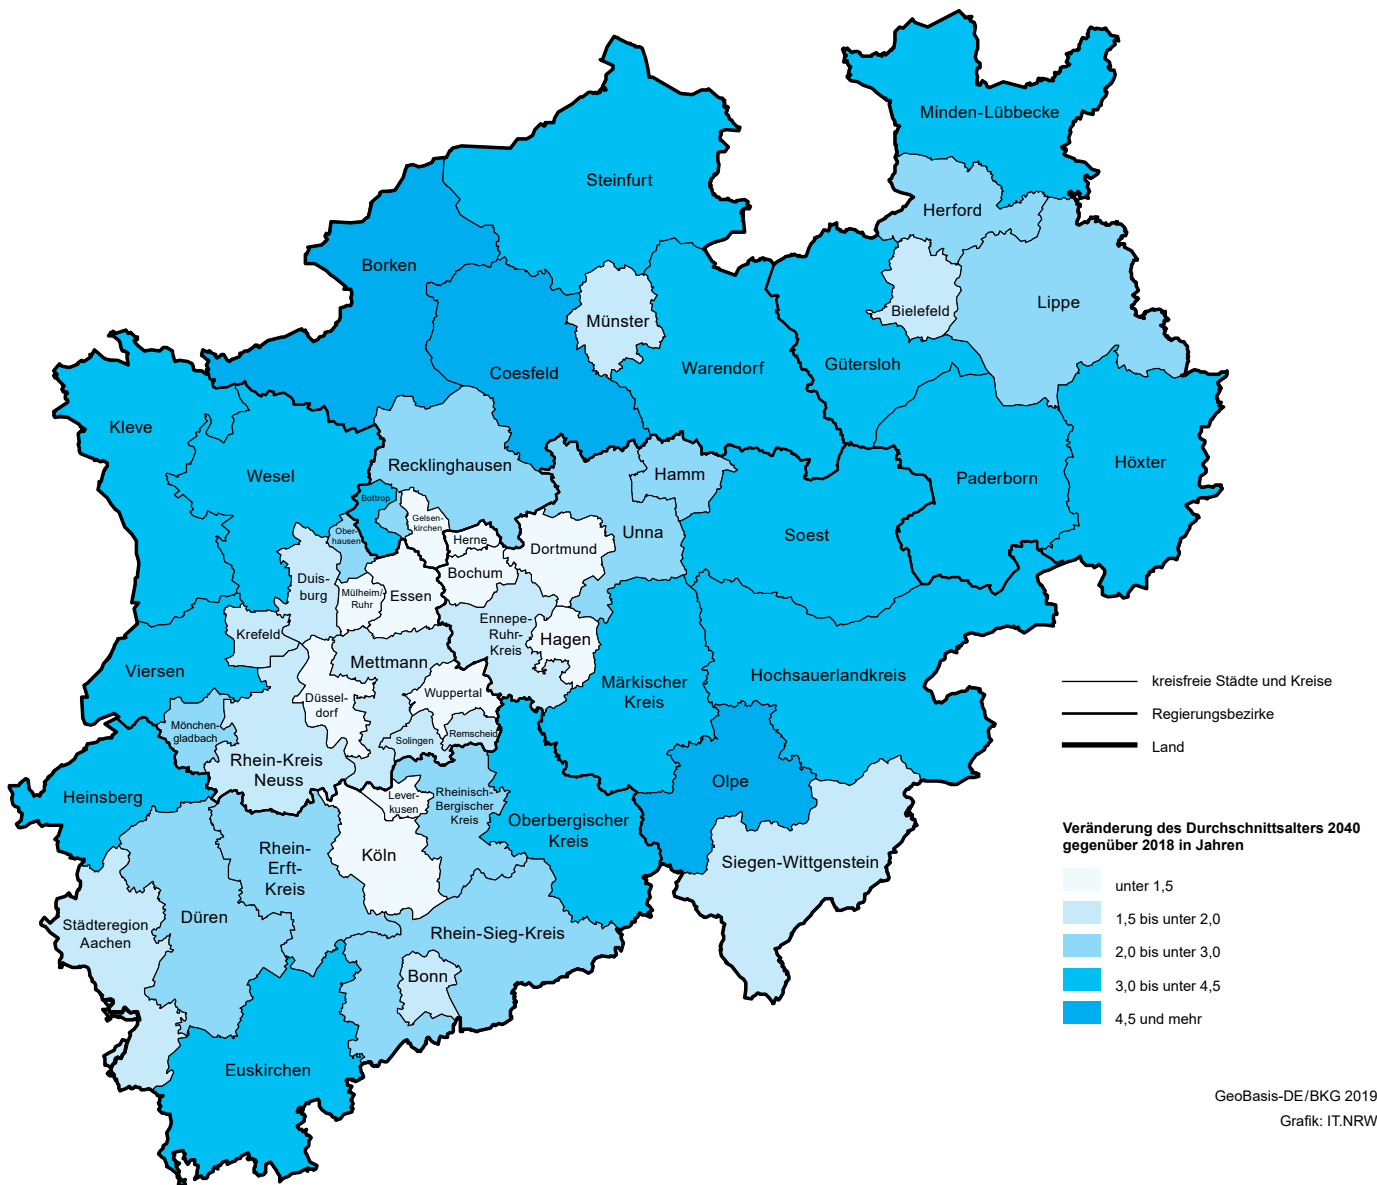 Minden-Lübbecke
Steinfurt
Herford
Borken
Lippe
Bielefeld
Münster
Gütersloh
Warendorf
Coesfeld
Kleve
Recklinghausen
Wesel
Hamm
Paderborn
Höxter
Bottrop
Gelsen-
kirchen
Ober-
hausen
Herne
Dortmund
Unna
Soest
Bochum
Duis-
burg
Mülheim/
Ruhr
Essen
Ennepe-
Ruhr-
Kreis
Hagen
Krefeld
Mettmann
Viersen
Märkischer
Kreis
Hochsauerlandkreis
Wuppertal
Düssel-
dorf
Mönchen-
gladbach
Solingen
Remscheid
Rhein-Kreis
Neuss
Olpe
Heinsberg
Lever-
kusen
Rheinisch-
Bergischer
Kreis
Oberbergischer
Kreis
Rhein-
Erft-
Kreis
Köln
Siegen-Wittgenstein
Städteregion
Aachen
Düren
Rhein-Sieg-Kreis
Bonn
Euskirchen
kreisfreie Städte und Kreise
Regierungsbezirke
Land
Veränderung des Durchschnittsalters 2040
gegenüber 2018 in Jahren
unter 1,5
1,5 bis unter 2,0
2,0 bis unter 3,0
3,0 bis unter 4,5
4,5 und mehr
GeoBasis-DE/BKG 2019
Grafik: IT.NRW